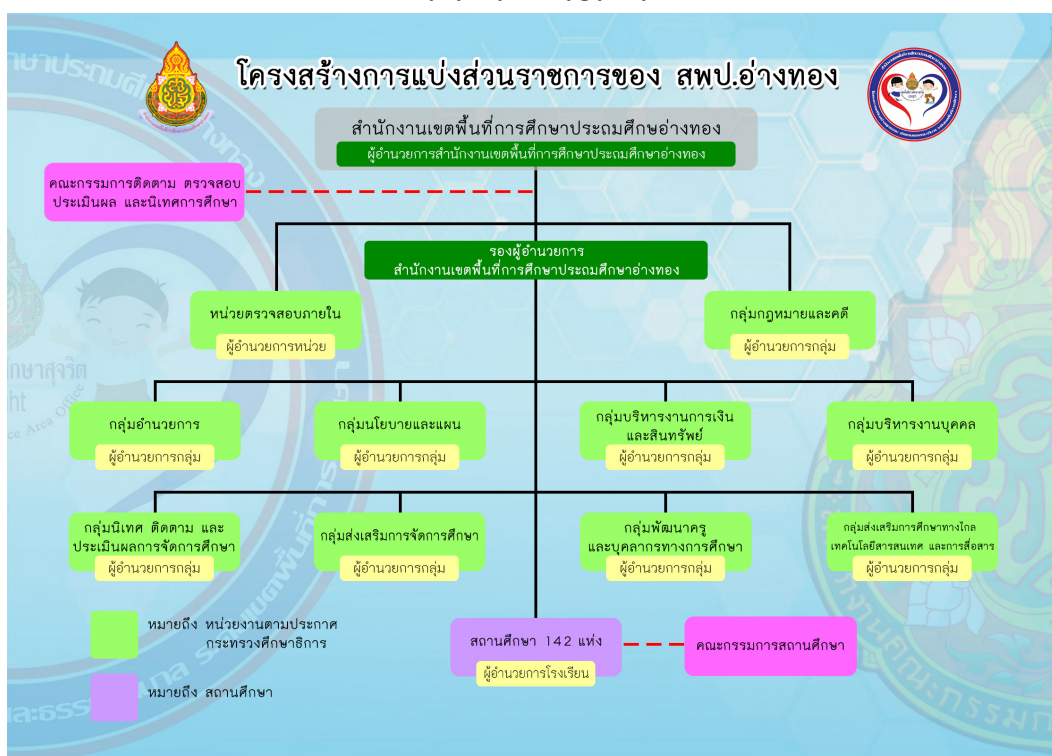 โครงสร้างการแบ่งส่วนราชการของ สพป.อ่างทอง
สำนักงานเขตพื้นที่การศึกษาประถมศึกษอ่างทอง
ผู้อำนวยการสำนักงานเขตพื้นที่การศึกษาประถมศึกษาอ่างทอง
คณะกรรมการติดตาม ตรวจสอบ
ประเมินผล และนิเทศการศึกษา
รองผู้อำนวยการ
สำนักงานเขตพื้นที่การศึกษาประถมศึกษาอ่างทอง
หน่วยตรวจสอบภายใน
ผู้อำนวยการหน่วย
กลุ่มกฎหมายและคดี
ผู้อำนวยการกลุ่ม
กลุ่มอำนวยการ
ผู้อำนวยการกลุ่ม
กลุ่มนโยบายและแผน
ผู้อำนวยการกลุ่ม
กลุ่มบริหารงานการเงิน
และสินทรัพย์
ผู้อำนวยการกลุ่ม
กลุ่มบริหารงานบุคคล
ผู้อำนวยการกลุ่ม
กลุ่มนิเทศ ติดตาม และ
ประเมินผลการจัดการศึกษา
ผู้อำนวยการกลุ่ม
กลุ่มส่งเสริมการจัดการศึกษา
ผู้อำนวยการกลุ่ม
กลุ่มพัฒนาครู
และบุคลากรทางการศึกษา
ผู้อำนวยการกลุ่ม
กลุ่มส่งเสริมการศึกษาทางไกล
เทคโนโลยีสารสนเทศ และการสื่อสาร
ผู้อำนวยการกลุ่ม
หมายถึง หน่วยงานตามประกาศ
กระทรวงศึกษาธิการ
หมายถึง สถานศึกษา
สถานศึกษา 142 แห่ง
ผู้อำนวยการโรงเรียน
คณะกรรมการสถานศึกษา